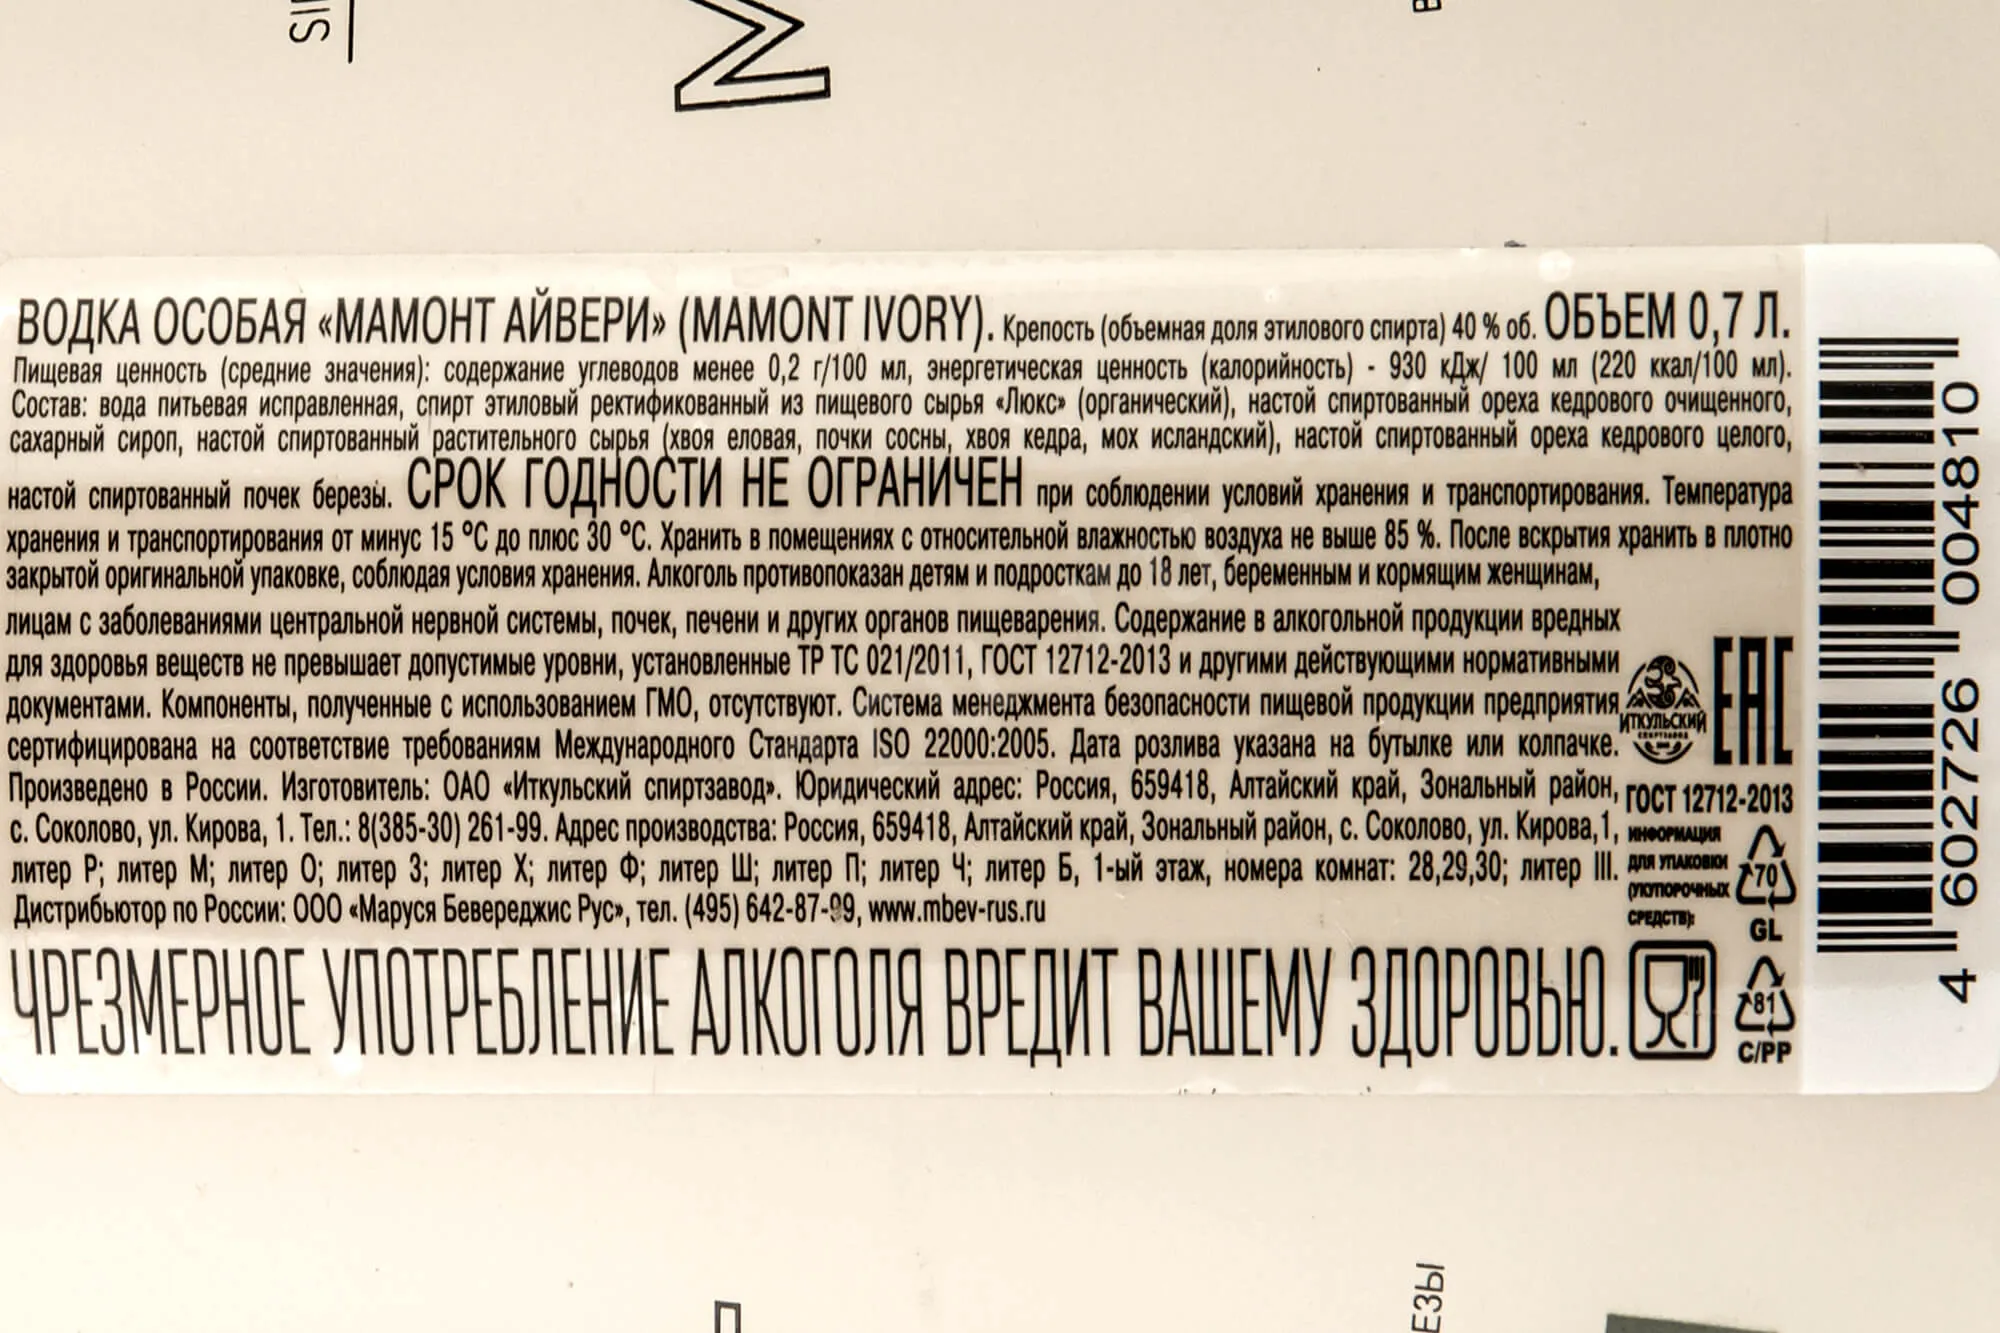 ВОДКА ОСОБАЯ «МАМОНТ АЙВЕРИ» (MAMONT IVORY). Крепость (объемная доля этилового спирта) 40 % об. ОБЪЕМ 0,7 Л.
Пищевая ценность (средние значения): содержание углеводов менее 0,2 г/100 мл, энергетическая ценность (калорийность) - 930 кДж/ 100 мл (220 ккал/100 мл).
Состав: вода питьевая исправленная, спирт этиловый ректификованный из пищевого сырья «Люкс» (органический), настой спиртованный ореха кедрового очищенного,
сахарный сироп, настой спиртованный растительного сырья (хвоя еловая, почки сосны, хвоя кедра, мох исландский), настой спиртованный ореха кедрового целого,
настой спиртованный почек березы. СРОК ГОДНОСТИ НЕ ОГРАНИЧЕН при соблюдении условий хранения и транспортирования. Температура
хранения и транспортирования от минус 15 °С до плюс 30 °С. Хранить в помещениях с относительной влажностью воздуха не выше 85 %. После вскрытия хранить в плотно
закрытой оригинальной упаковке, соблюдая условия хранения. Алкоголь противопоказан детям и подросткам до 18 лет, беременным и кормящим женщинам,
лицам с заболеваниями центральной нервной системы, почек, печени и других органов пищеварения. Содержание в алкогольной продукции вредных
для здоровья веществ не превышает допустимые уровни, установленные ТР ТС 021/2011, ГОСТ 12712-2013 и другими действующими нормативными
документами. Компоненты, полученные с использованием ГМО, отсутствуют. Система менеджмента безопасности пищевой продукции предприятия
сертифицирована на соответствие требованиям Международного Стандарта ISO 22000:2005. Дата розлива указана на бутылке или колпачке.
Произведено в России. Изготовитель: ОАО «Иткульский спиртзавод». Юридический адрес: Россия, 659418, Алтайский край, Зональный район,
с. Соколово, ул. Кирова, 1. Тел.: 8(385-30) 261-99. Адрес производства: Россия, 659418, Алтайский край, Зональный район, с. Соколово, ул. Кирова,1,
литер Р; литер М; литер О; литер З; литер Х; литер Ф; литер Ш; литер П; литер Ч; литер Б, 1-ый этаж, номера комнат: 28,29,30; литер III.
Дистрибьютор по России: ООО «Маруся Бевереджис Рус», тел. (495) 642-87-99, www.mbev-rus.ru
ЧРЕЗМЕРНОЕ УПОТРЕБЛЕНИЕ АЛКОГОЛЯ ВРЕДИТ ВАШЕМУ ЗДОРОВЬЮ.
ИТКУЛЬСКИЙ
СПИРТЗАВОД
ЕАС
ГОСТ 12712-2013
ИНФОРМАЦИЯ
ДЛЯ УПАКОВКИ
(УКУПОРОЧНЫХ
СРЕДСТВ):
70
GL
81
C/PP
4 602726 004810